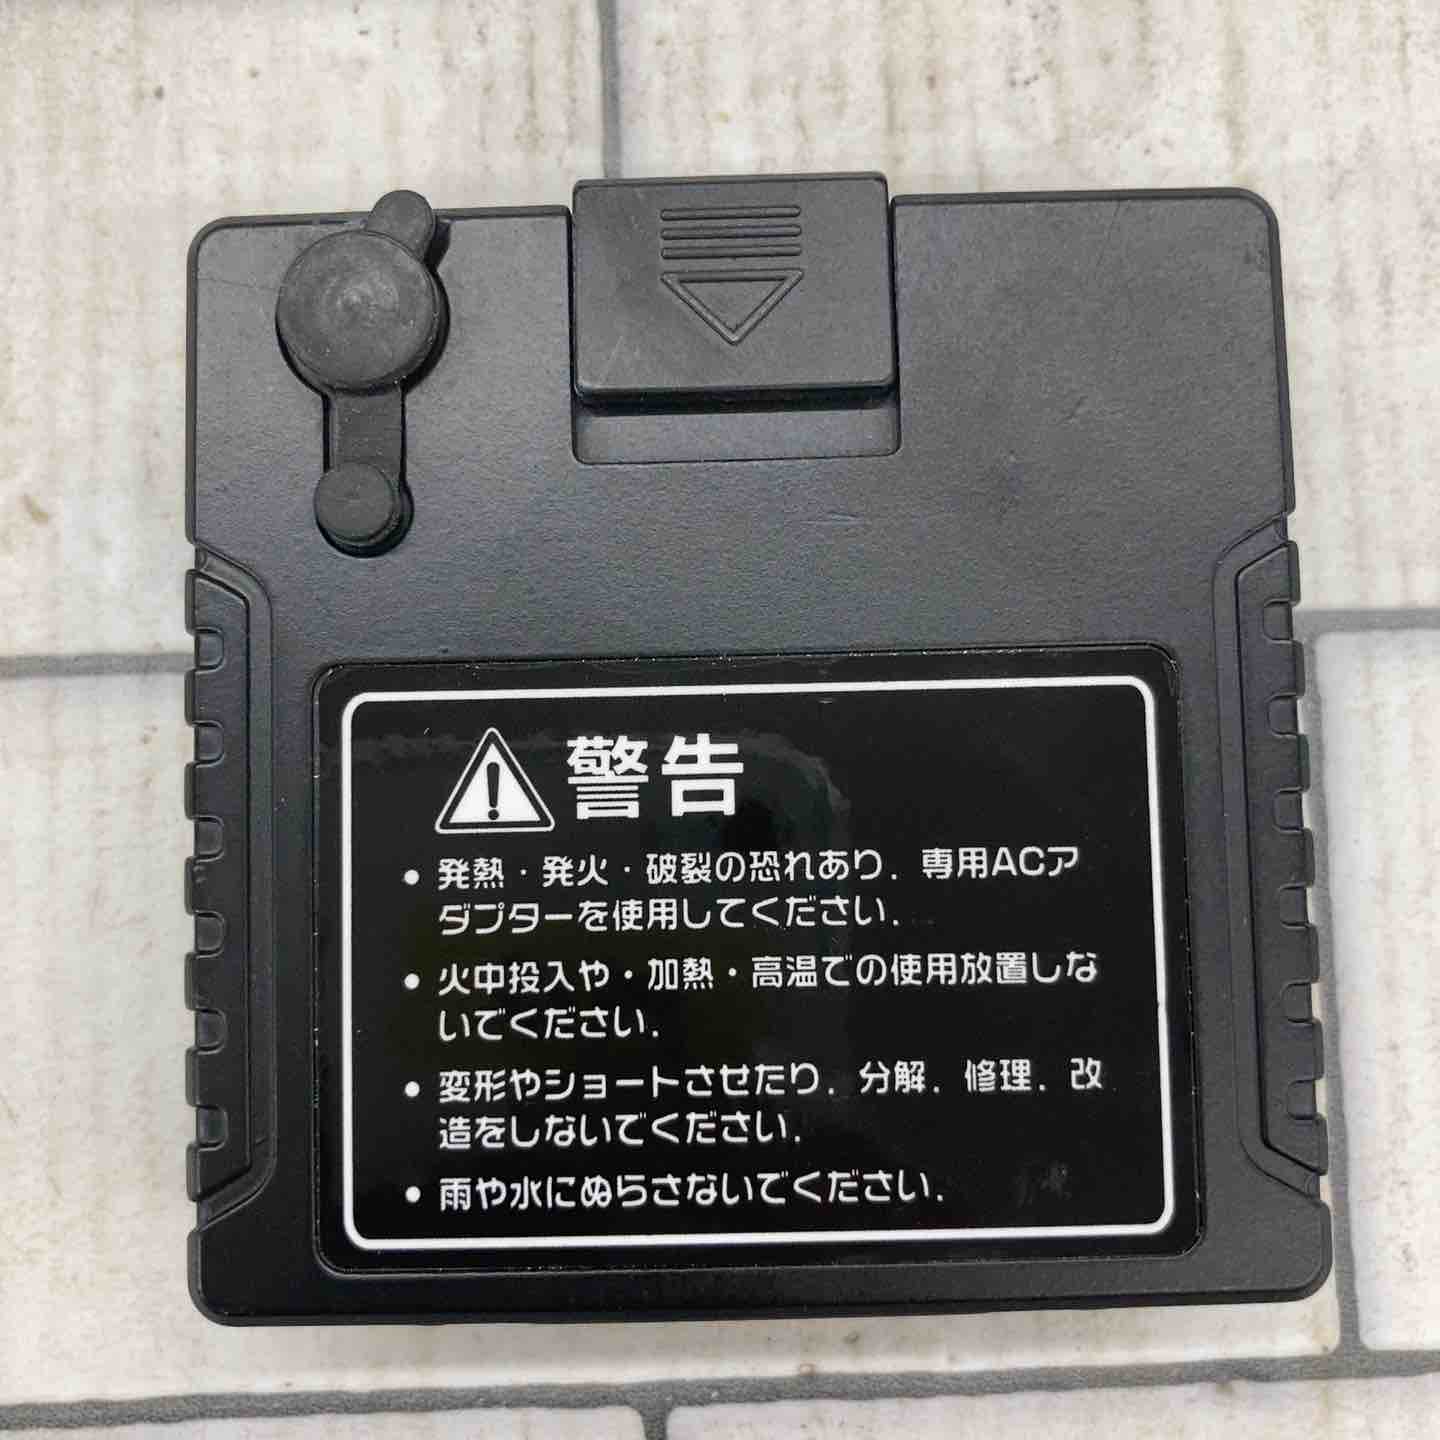 警告
• 発熱・発火・破裂の恐れあり．専用ACア
ダプターを使用してください．
• 火中投入や・加熱・高温での使用放置しな
いでください．
• 変形やショートさせたり．分解．修理．改
造をしないでください．
• 雨や水にぬらさないでください．